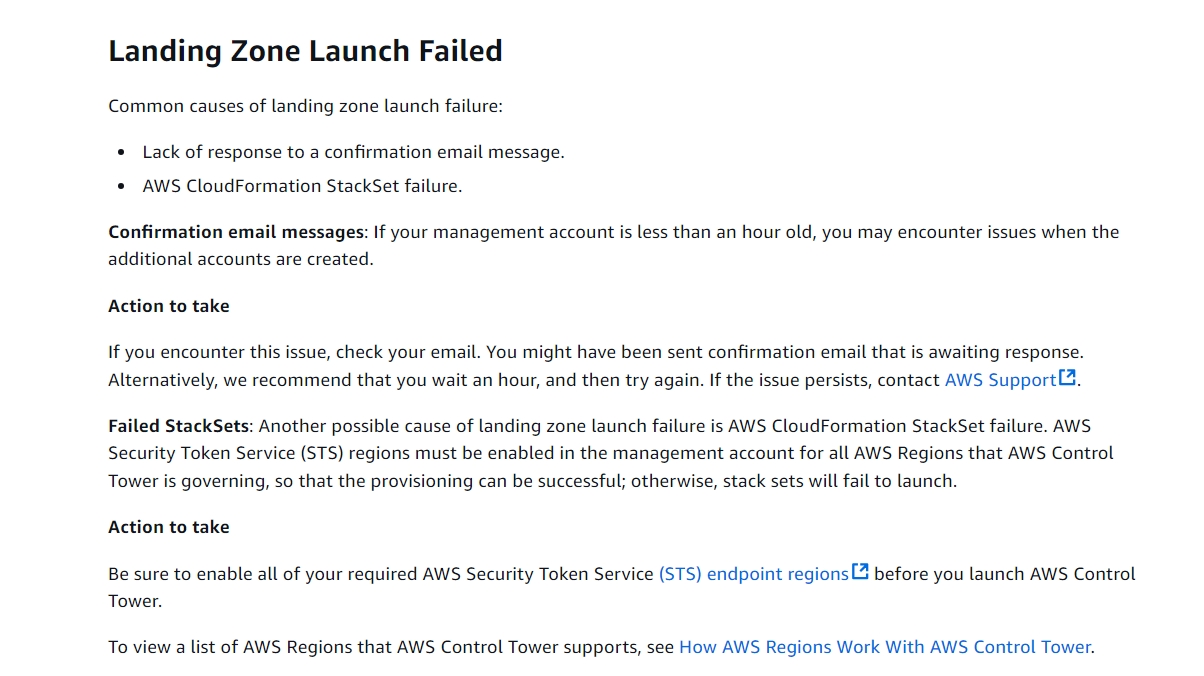 Landing Zone Launch Failed
Common causes of landing zone launch failure:
• Lack of response to a confirmation email message.
• AWS CloudFormation StackSet failure.
Confirmation email messages: If your management account is less than an hour old, you may encounter issues when the
additional accounts are created.
Action to take
If you encounter this issue, check your email. You might have been sent confirmation email that is awaiting response.
Alternatively, we recommend that you wait an hour, and then try again. If the issue persists, contact AWS Support.
Failed StackSets: Another possible cause of landing zone launch failure is AWS CloudFormation StackSet failure. AWS
Security Token Service (STS) regions must be enabled in the management account for all AWS Regions that AWS Control
Tower is governing, so that the provisioning can be successful; otherwise, stack sets will fail to launch.
Action to take
Be sure to enable all of your required AWS Security Token Service (STS) endpoint regions before you launch AWS Control
Tower.
To view a list of AWS Regions that AWS Control Tower supports, see How AWS Regions Work With AWS Control Tower.